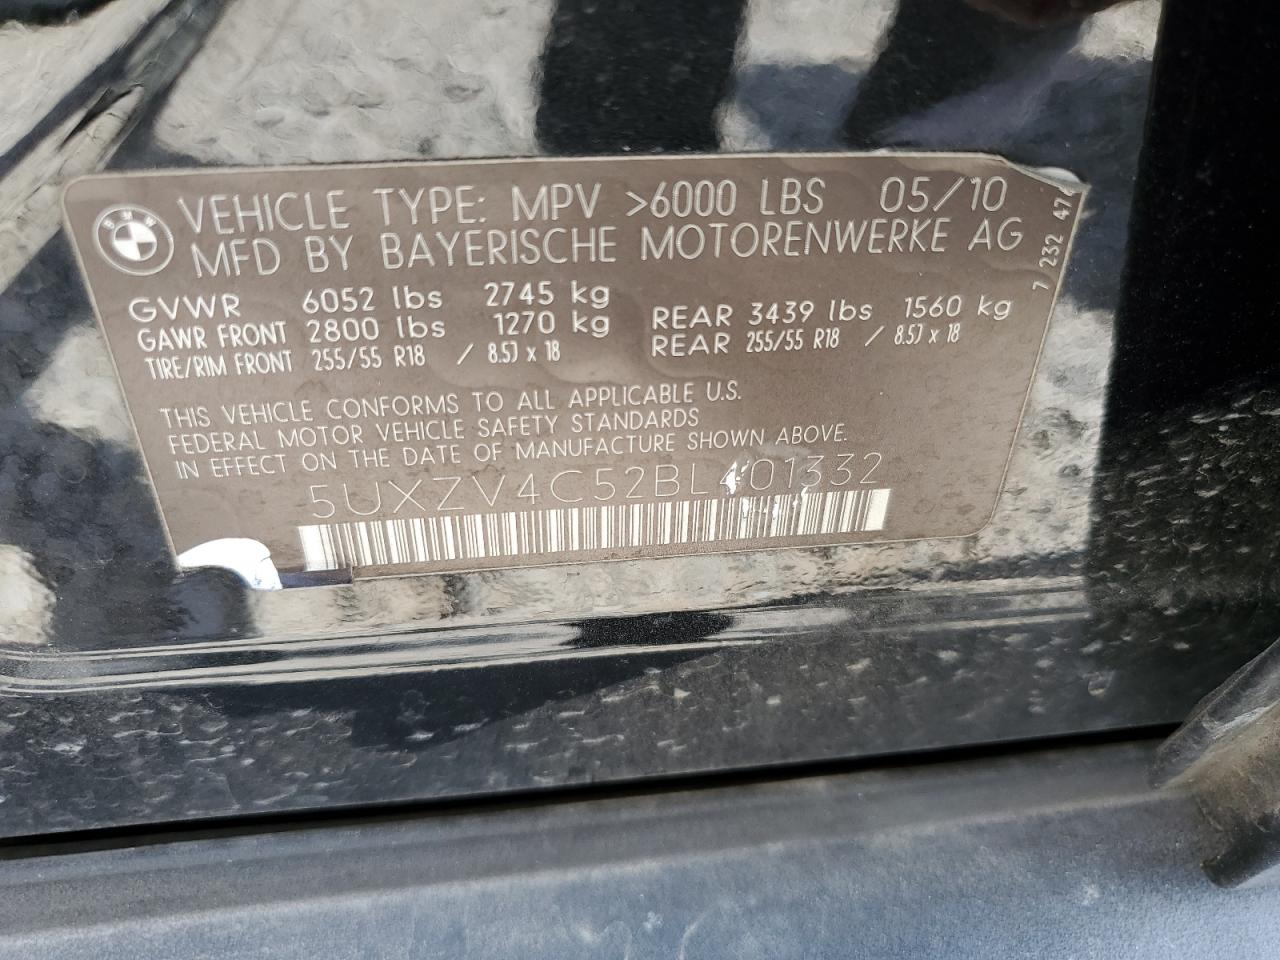 BMW
VEHICLE TYPE: MPV >6000 LBS 05/10
MFD BY BAYERISCHE MOTORENWERKE AG
GVWR 6052 lbs 2745 kg
GAWR FRONT 2800 lbs 1270 kg REAR 3439 lbs 1560 kg
TIRE/RIM FRONT 255/55 R18 / 8.5J x 18 REAR 255/55 R18 / 8.5J x 18
THIS VEHICLE CONFORMS TO ALL APPLICABLE U.S.
FEDERAL MOTOR VEHICLE SAFETY STANDARDS
IN EFFECT ON THE DATE OF MANUFACTURE SHOWN ABOVE.
5UXZV4C52BL401332
7 232